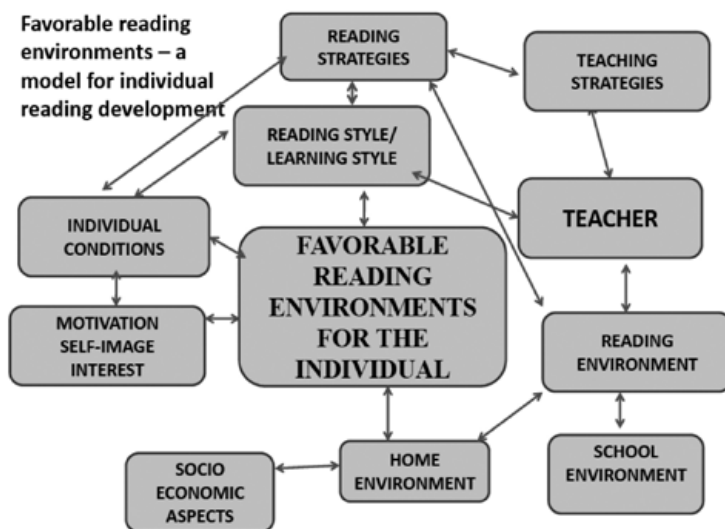 Favorable reading
environments – a
model for individual
reading development
READING
STRATEGIES
TEACHING
STRATEGIES
READING STYLE/
LEARNING STYLE
INDIVIDUAL
CONDITIONS
TEACHER
FAVORABLE
READING
ENVIRONMENTS
FOR THE
INDIVIDUAL
MOTIVATION
SELF-IMAGE
INTEREST
READING
ENVIRONMENT
HOME
ENVIRONMENT
SCHOOL
ENVIRONMENT
SOCIO
ECONOMIC
ASPECTS